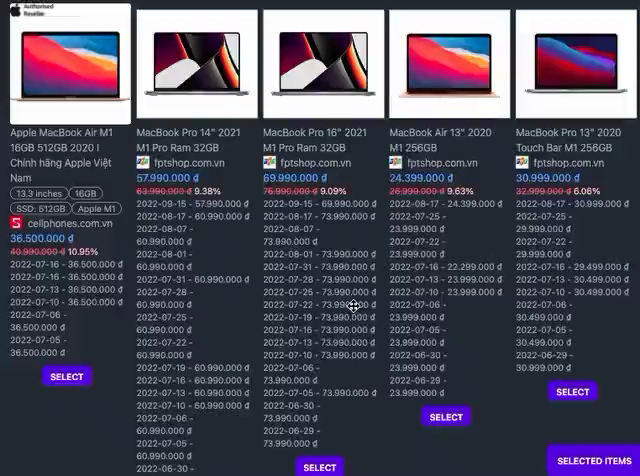 Authorised
Reseller
Apple MacBook Air M1
16GB 512GB 2020 I
Chính hãng Apple Việt
Nam
13.3 inches
16GB
SSD: 512GB
Apple M1
cellphones.com.vn
36.500.000 ₫
40.990.000 ₫ 10.95%
2022-07-16 - 36.500.000 ₫
2022-07-16 - 36.500.000 ₫
2022-07-13 - 36.500.000 ₫
2022-07-10 - 36.500.000 ₫
2022-07-06 -
36.500.000 ₫
2022-07-05 -
36.500.000 ₫
SELECT
MacBook Pro 14" 2021
M1 Pro Ram 32GB
fptshop.com.vn
57.990.000 ₫
63.990.000 ₫ 9.38%
2022-09-15 - 57.990.000 ₫
2022-08-17 - 60.990.000 ₫
2022-08-07 -
60.990.000 ₫
2022-08-01 -
60.990.000 ₫
2022-07-31 - 60.990.000 ₫
2022-07-28 -
60.990.000 ₫
2022-07-25 -
60.990.000 ₫
2022-07-22 -
60.990.000 ₫
2022-07-19 - 60.990.000 ₫
2022-07-16 - 60.990.000 ₫
2022-07-13 - 60.990.000 ₫
2022-07-10 - 60.990.000 ₫
2022-07-06 -
60.990.000 ₫
2022-07-05 -
60.990.000 ₫
2022-06-30 -
MacBook Pro 16" 2021
M1 Pro Ram 32GB
fptshop.com.vn
69.990.000 ₫
76.990.000 ₫ 9.09%
2022-09-15 - 69.990.000 ₫
2022-08-17 - 73.990.000 ₫
2022-08-07 -
73.990.000 ₫
2022-08-01 - 73.990.000 ₫
2022-07-31 - 73.990.000 ₫
2022-07-28 - 73.990.000 ₫
2022-07-25 - 73.990.000 ₫
2022-07-22 - 73.990.000 ₫
2022-07-19 - 73.990.000 ₫
2022-07-16 - 73.990.000 ₫
2022-07-13 - 73.990.000 ₫
2022-07-10 - 73.990.000 ₫
2022-07-06 -
73.990.000 ₫
2022-07-05 - 73.990.000 ₫
2022-06-30 -
73.990.000 ₫
2022-06-29 -
73.990.000 ₫
SELECT
MacBook Air 13" 2020
M1 256GB
fptshop.com.vn
24.399.000 ₫
26.999.000 ₫ 9.63%
2022-08-17 - 24.399.000 ₫
2022-07-25 -
23.999.000 ₫
2022-07-22 -
23.999.000 ₫
2022-07-16 - 22.299.000 ₫
2022-07-13 - 23.999.000 ₫
2022-07-10 - 23.999.000 ₫
2022-07-06 -
23.999.000 ₫
2022-07-05 -
23.999.000 ₫
2022-06-30 -
23.999.000 ₫
2022-06-29 -
23.999.000 ₫
SELECT
MacBook Pro 13" 2020
Touch Bar M1 256GB
fptshop.com.vn
30.999.000 ₫
32.999.000 ₫ 6.06%
2022-08-17 - 30.999.000 ₫
2022-07-25 -
29.999.000 ₫
2022-07-22 -
29.999.000 ₫
2022-07-16 - 29.499.000 ₫
2022-07-13 - 30.499.000 ₫
2022-07-10 - 30.499.000 ₫
2022-07-06 -
30.499.000 ₫
2022-07-05 -
30.499.000 ₫
2022-06-29 -
30.999.000 ₫
SELECT
SELECTED ITEMS